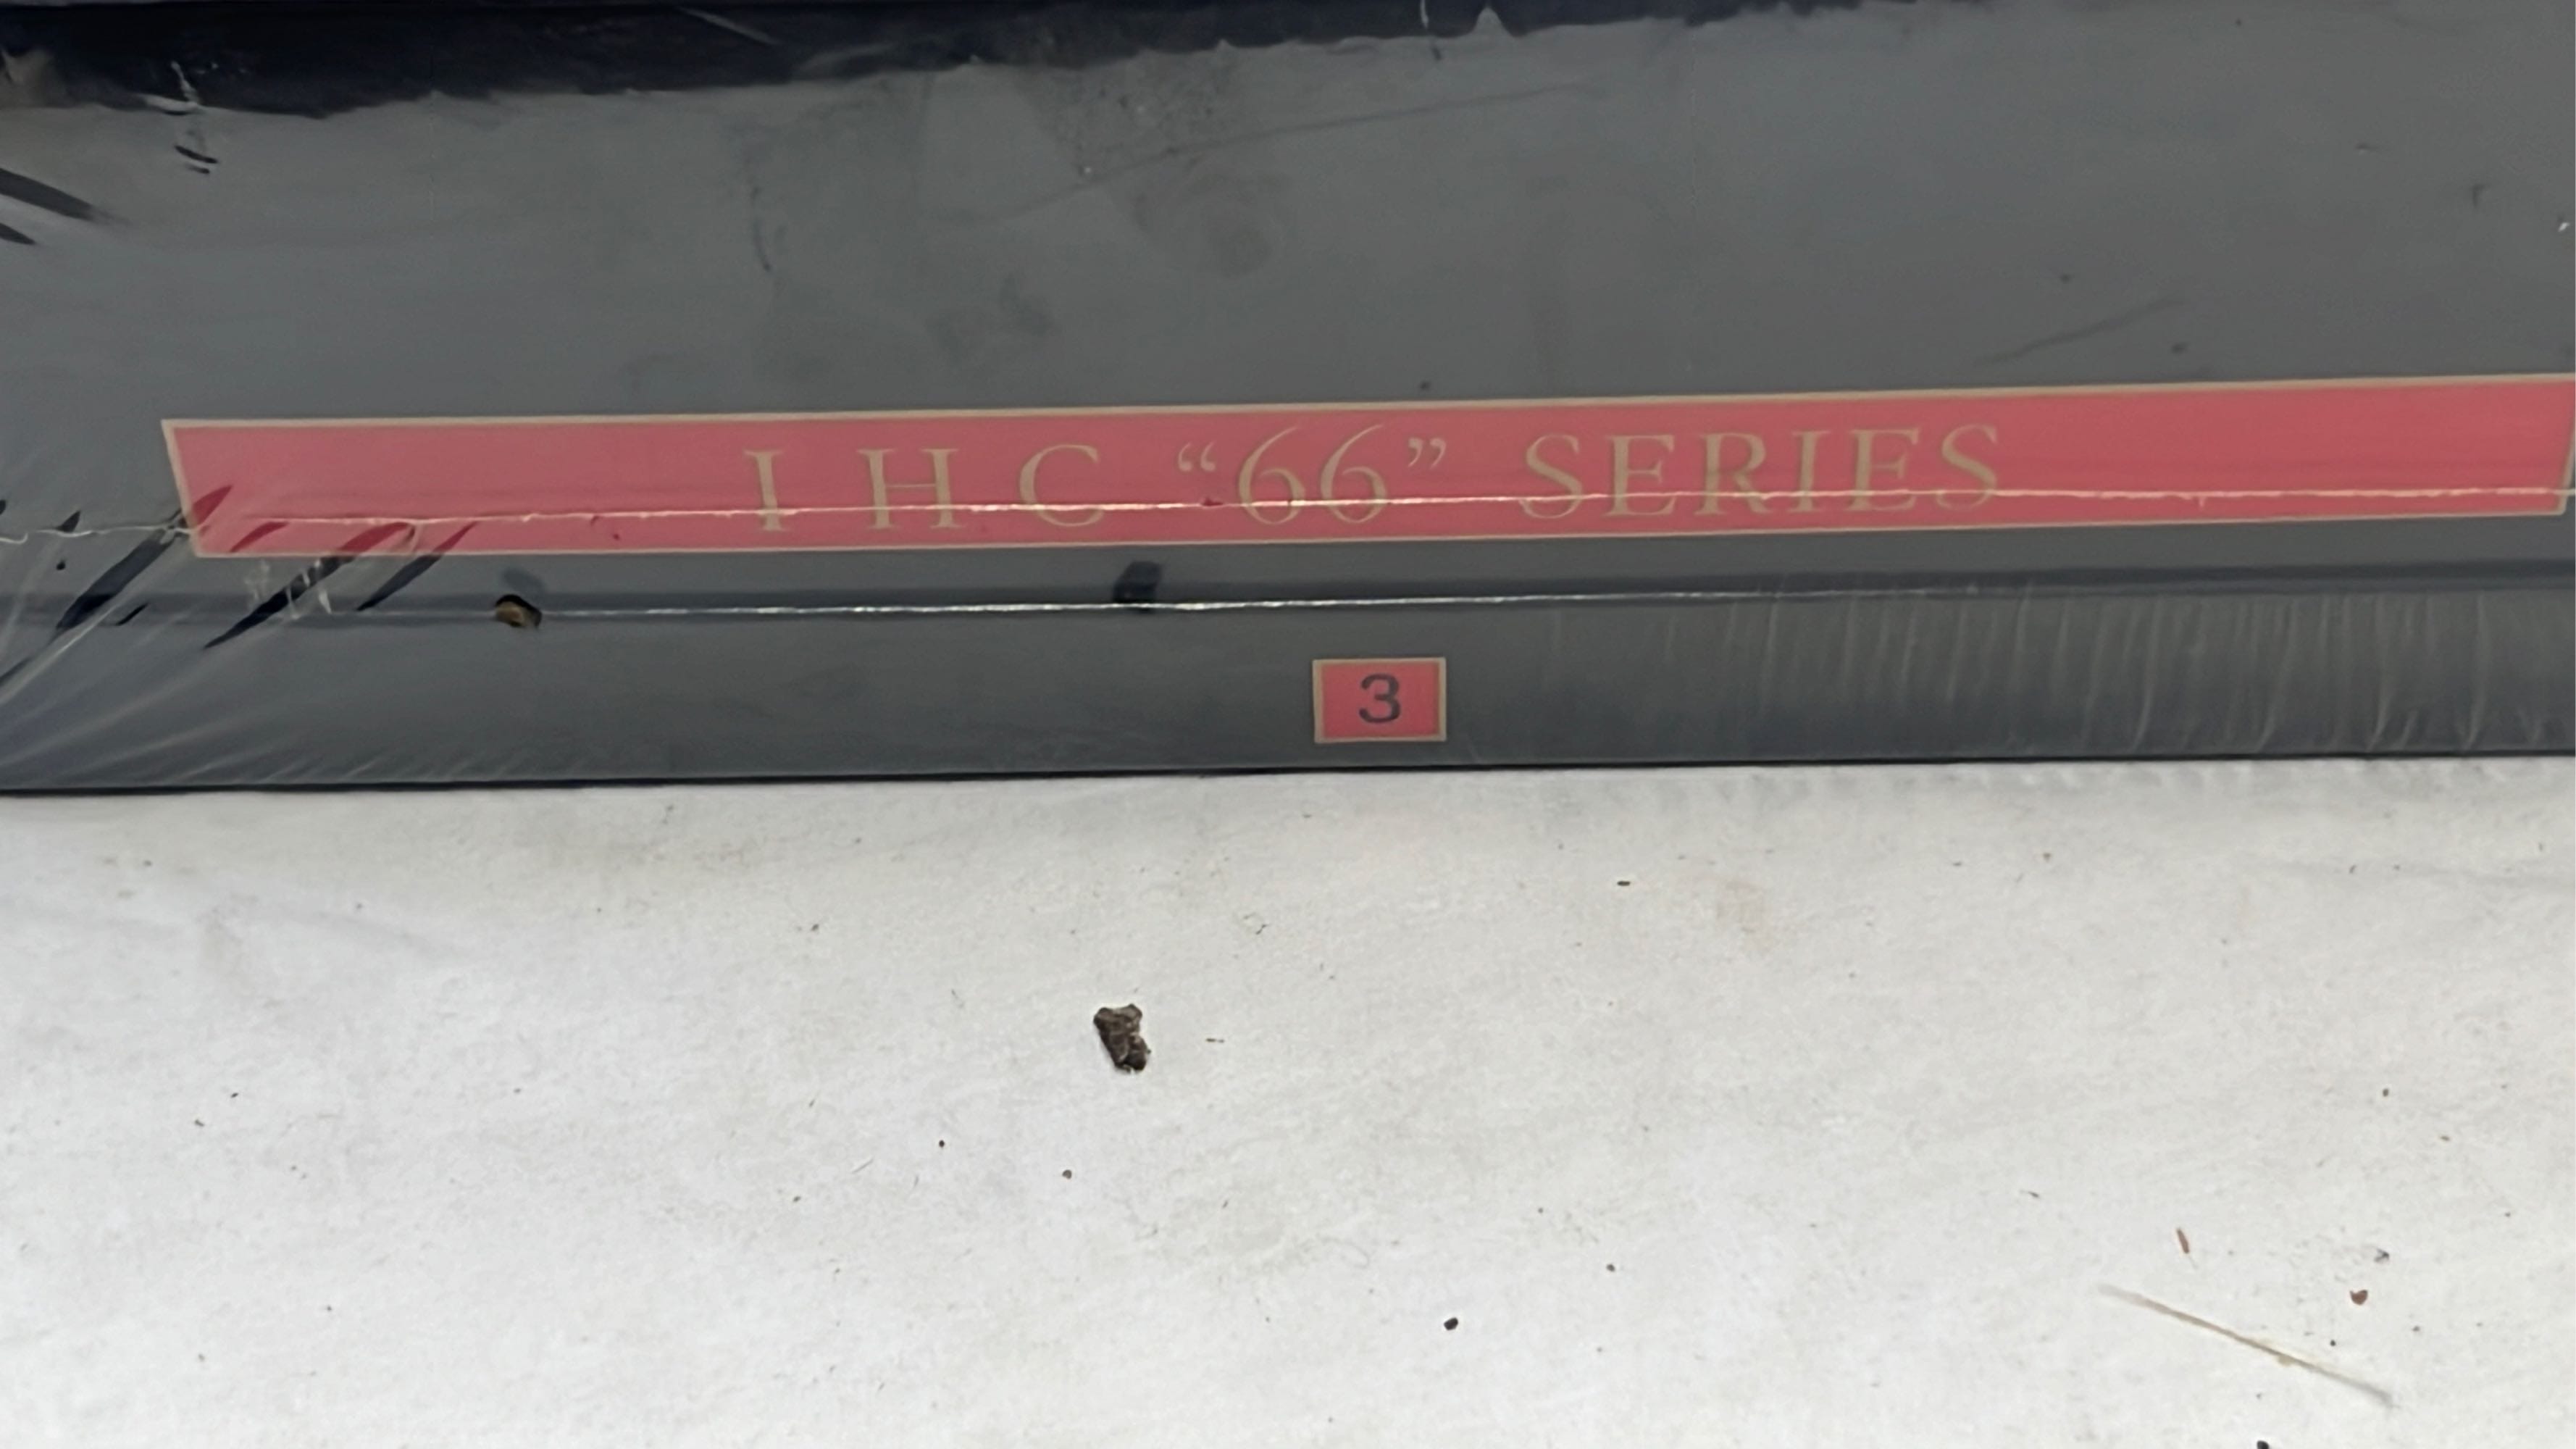 I H C “66” SERIES
3